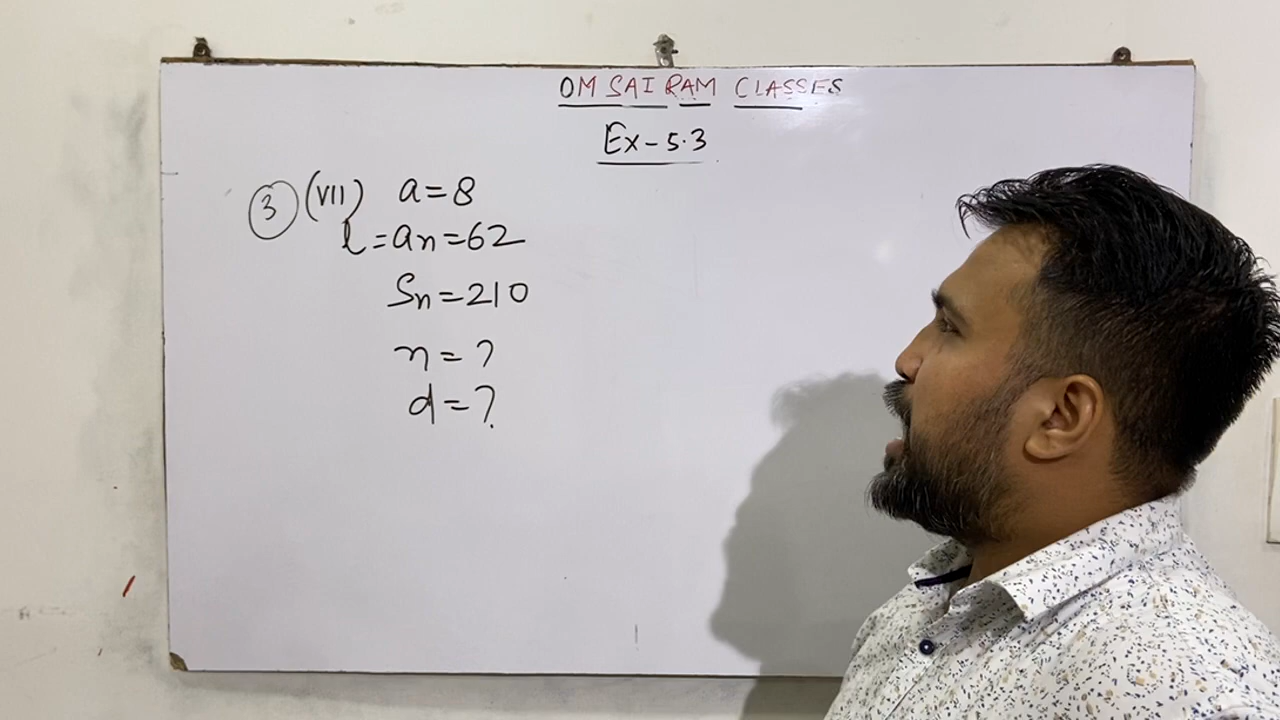 OM SAI RAM CLASSES
Ex-5.3
3 (VII) a=8
l=an=62
Sn=210
n=?
d=?